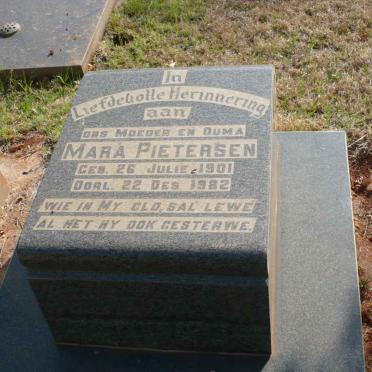 In
Liefdevolle Herinnering
aan
ONS MOEDER EN OUMA
MARA PIETERSEN
GEB. 26 JULIE 1901
OORL. 22 DES 1982
WIE IN MY GLO, SAL LEWE
AL HET HY OOK GESTERWE.